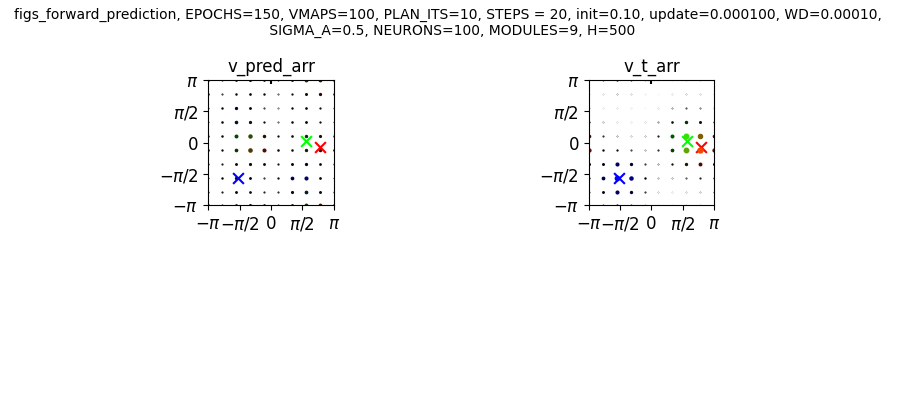 figs_forward_prediction, EPOCHS=150, VMAPS=100, PLAN_ITS=10, STEPS = 20, init=0.10, update=0.000100, WD=0.00010,
SIGMA_A=0.5, NEURONS=100, MODULES=9, H=500
v_pred_arr
π
π/2
0
−π/2
−π
−π −π/2 0 π/2 π
v_t_arr
π
π/2
0
−π/2
−π
−π −π/2 0 π/2 π